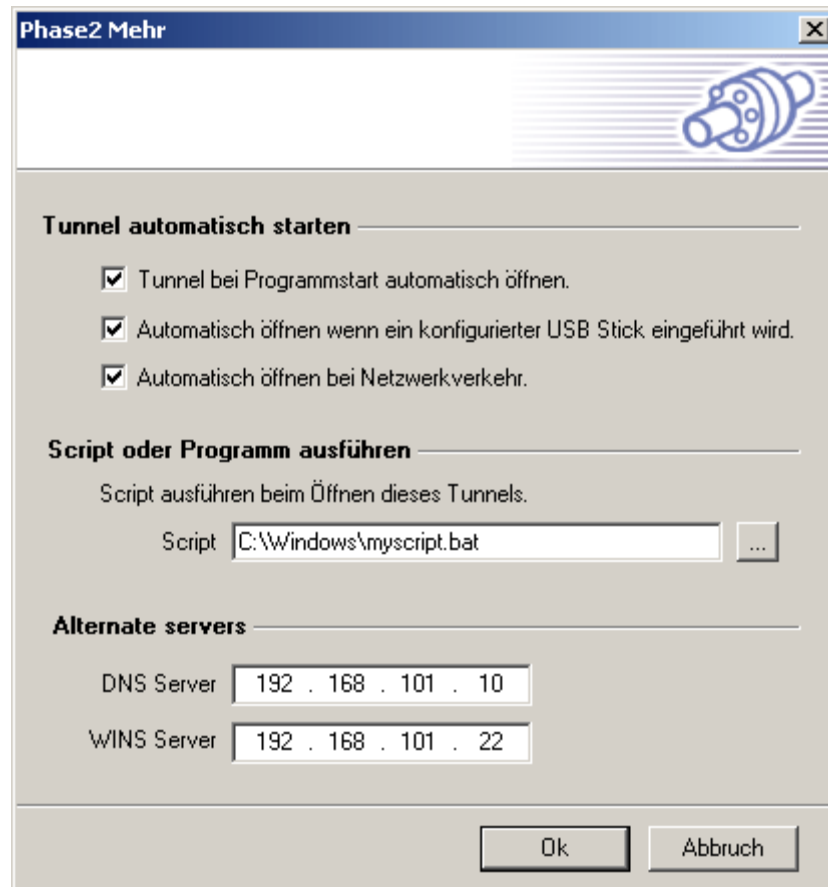 Phase2 Mehr
Tunnel automatisch starten
Tunnel bei Programmstart automatisch öffnen.
Automatisch öffnen wenn ein konfigurierter USB Stick eingeführt wird.
Automatisch öffnen bei Netzwerkverkehr.
Script oder Programm ausführen
Script ausführen beim Öffnen dieses Tunnels.
Script C:\Windows\myscript.bat ...
Alternate servers
DNS Server 192 . 168 . 101 . 10
WINS Server 192 . 168 . 101 . 22
Ok Abbruch